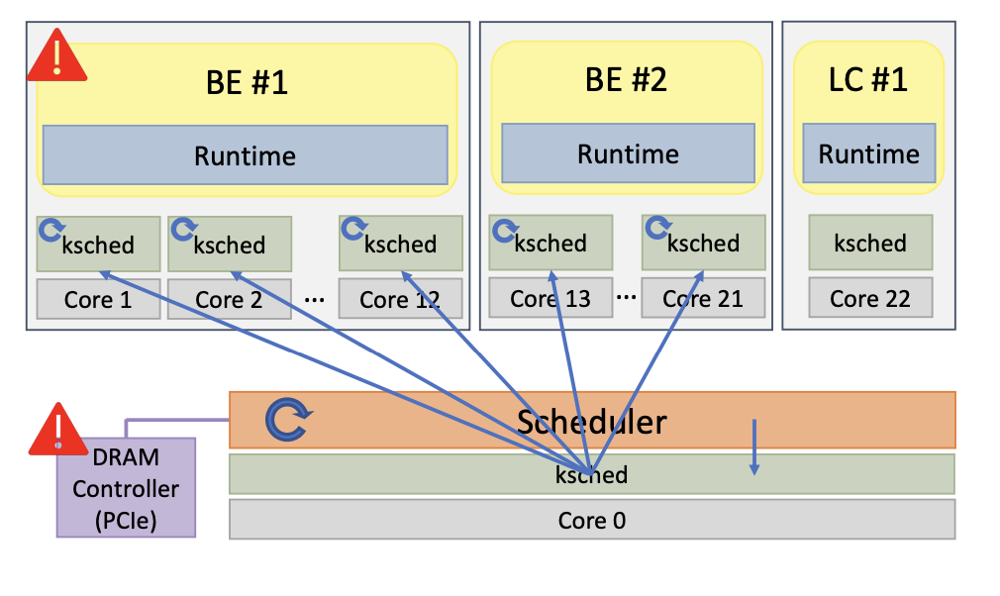 BE #1
BE #2
LC #1
Runtime
Runtime
Runtime
ksched
ksched
ksched
ksched
ksched
ksched
Core 1
Core 2
...
Core 12
Core 13
...
Core 21
Core 22
Scheduler
DRAM
Controller
(PCIe)
ksched
Core 0